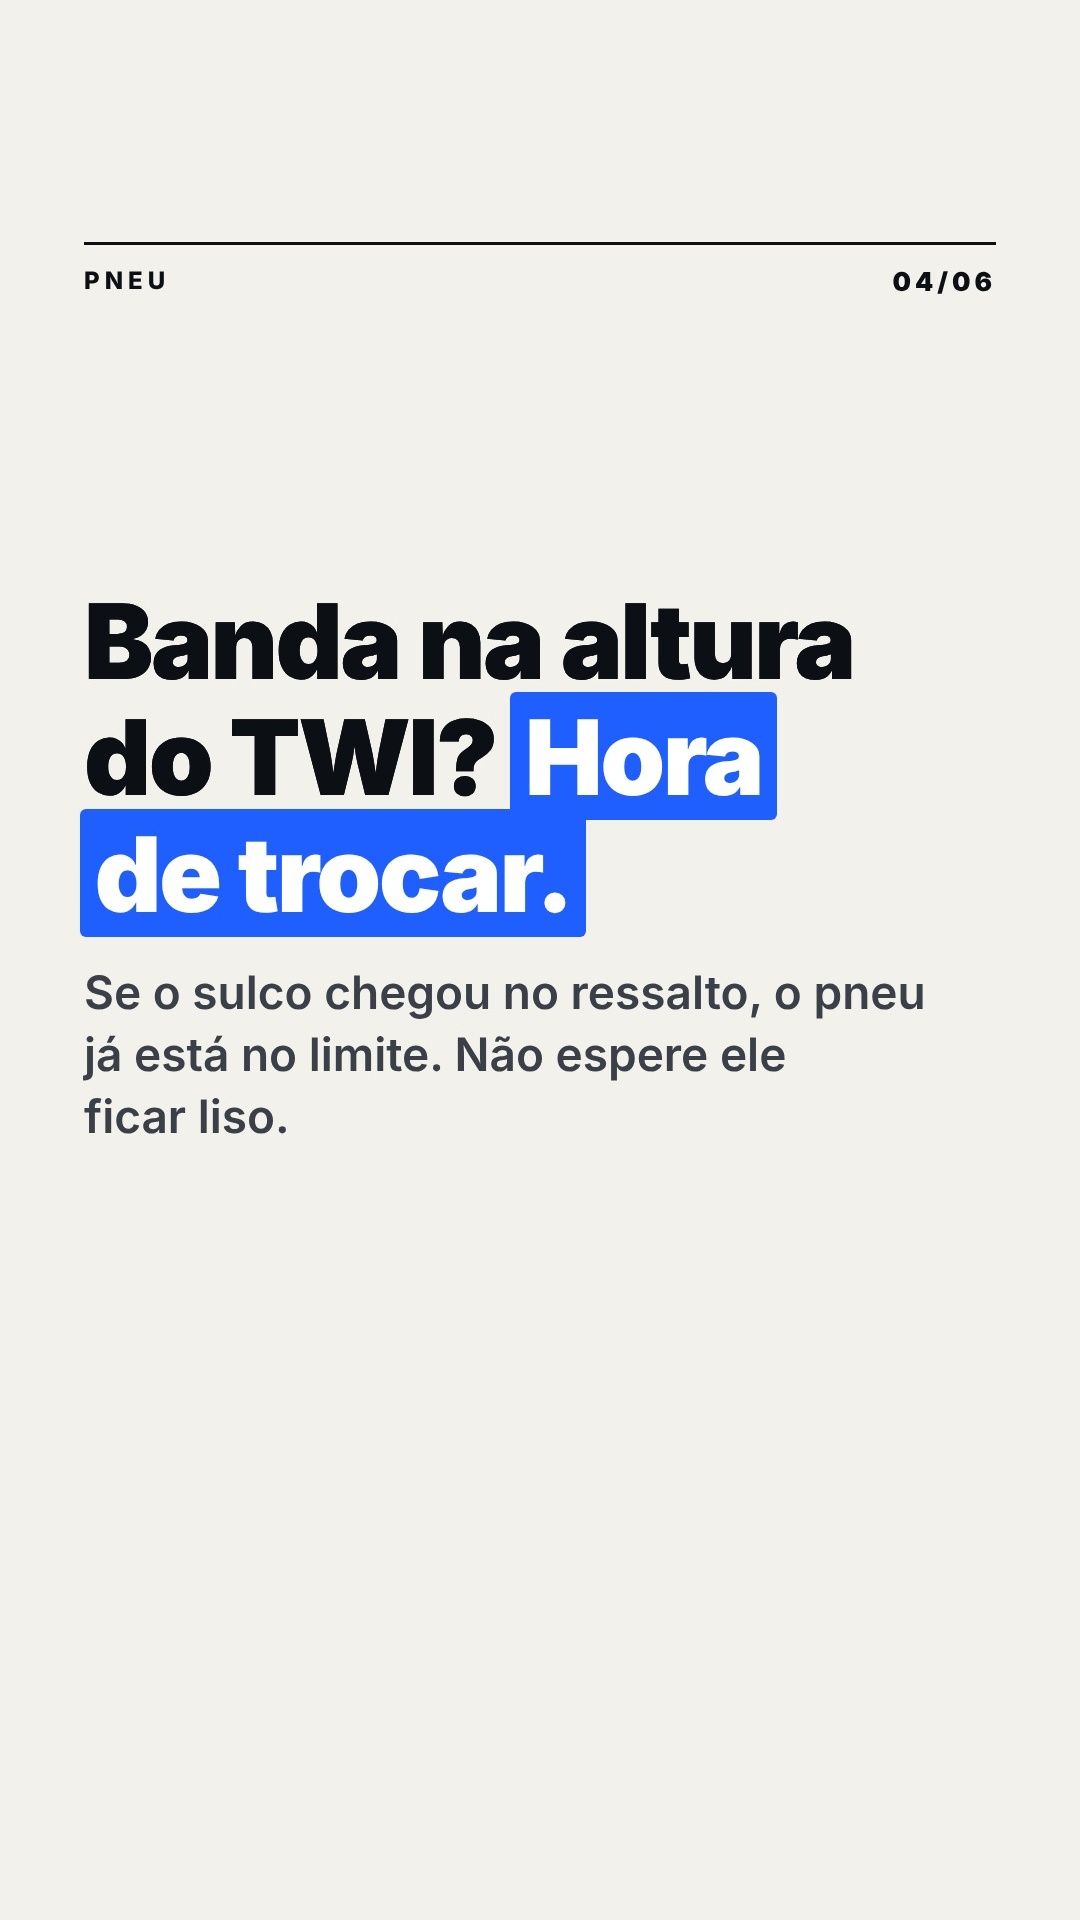 PNEU
04/06
Banda na altura
do TWI? Hora
de trocar.
Se o sulco chegou no ressalto, o pneu
já está no limite. Não espere ele
ficar liso.